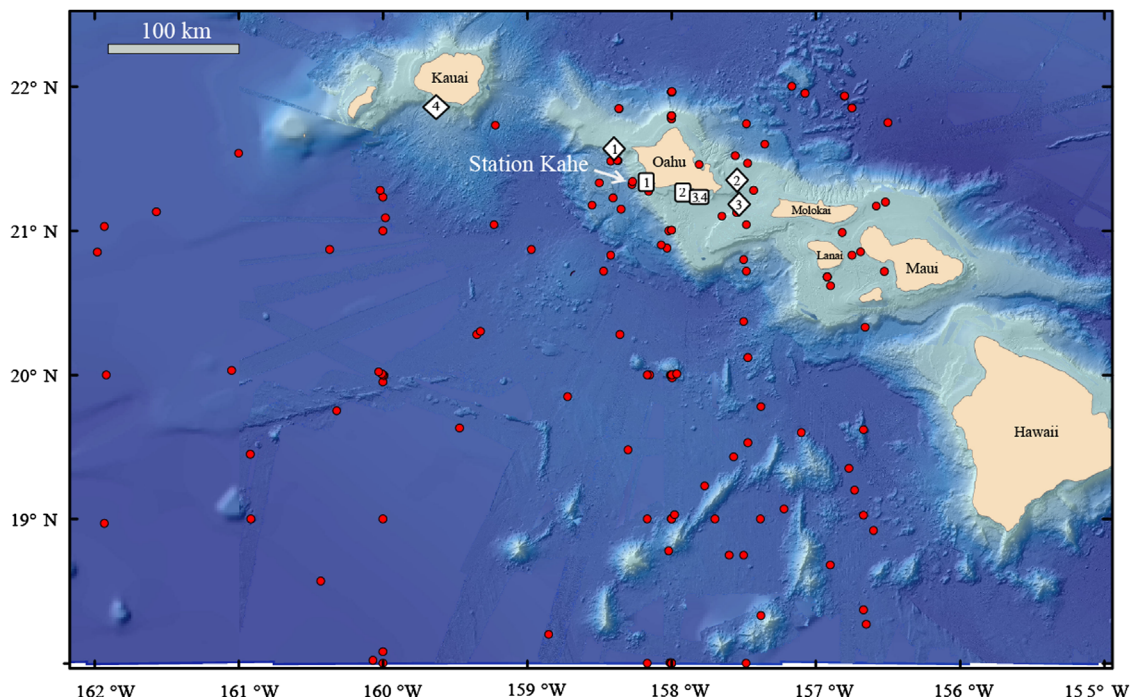 100 km
22° N
Kauai
4
1
Station Kahe
Oahu
1
2
3.4
2
3
Molokai
21° N
Lanai
Maui
20° N
Hawaii
19° N
162 °W
161 °W
160 °W
159 °W
158 °W
157 °W
156 °W
155 °W